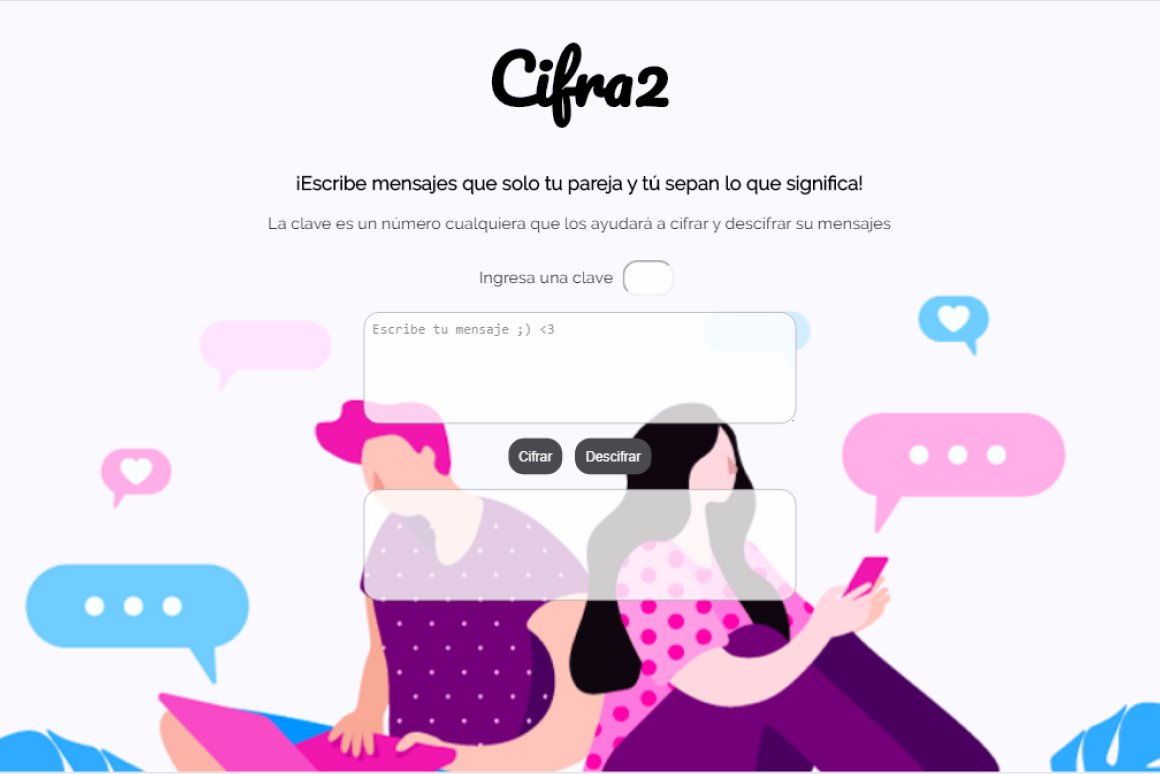 Cifra2
¡Escribe mensajes que solo tu pareja y tú sepan lo que significa!
La clave es un número cualquiera que los ayudará a cifrar y descifrar su mensajes
Ingresa una clave
Escribe tu mensaje ;) <3
Cifrar Descifrar